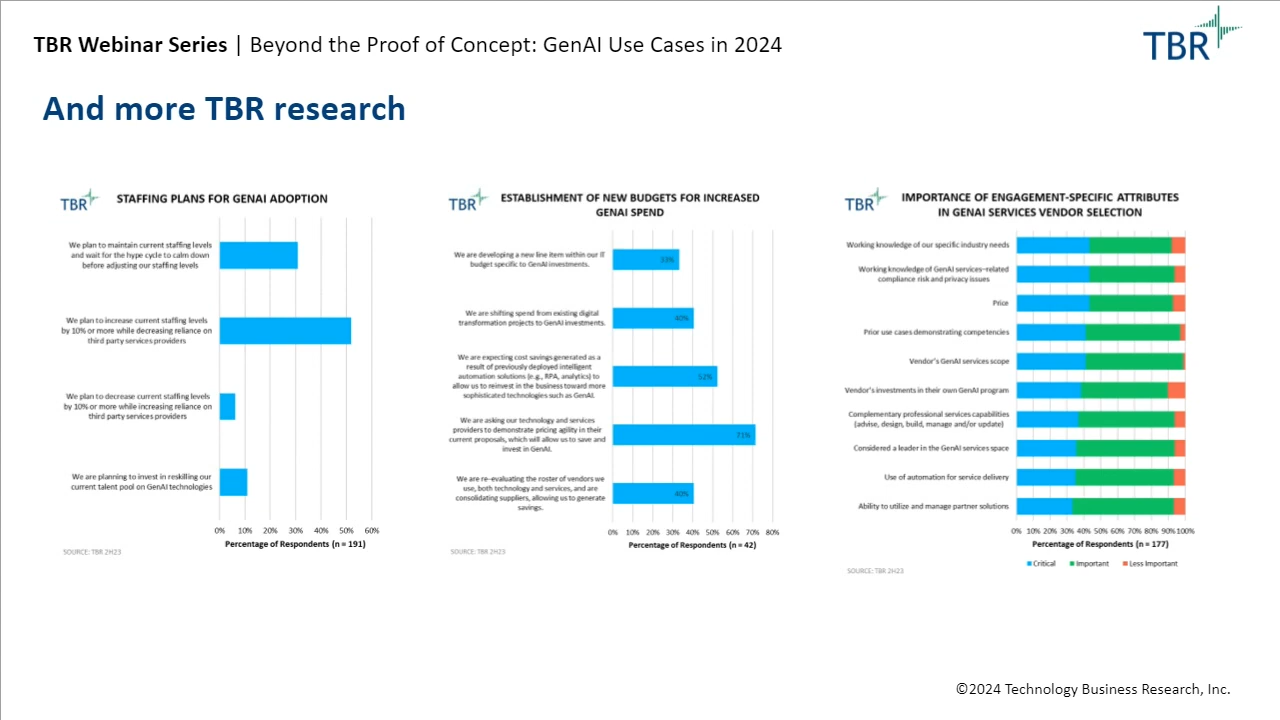 TBR Webinar Series | Beyond the Proof of Concept: GenAI Use Cases in 2024
TBR
And more TBR research
TBR
STAFFING PLANS FOR GENAI ADOPTION
We plan to maintain current staffing levels
and wait for the hype cycle to calm down
before adjusting our staffing levels
We plan to increase current staffing levels
by 10% or more while decreasing reliance on
third party services providers
We plan to decrease current staffing levels
by 10% or more while increasing reliance on
third party services providers
We are planning to invest in reskilling our
current talent pool on GenAI technologies
0% 10% 20% 30% 40% 50% 60%
Percentage of Respondents (n = 191)
SOURCE: TBR 2H23
TBR
ESTABLISHMENT OF NEW BUDGETS FOR INCREASED
GENAI SPEND
We are developing a new line item within our IT
budget specific to GenAI investments.
33%
We are shifting spend from existing digital
transformation projects to GenAI investments.
40%
We are expecting cost savings generated as a
result of previously deployed intelligent
automation solutions (e.g., RPA, analytics) to
allow us to reinvest in the business toward more
sophisticated technologies such as GenAI.
52%
We are asking our technology and services
providers to demonstrate pricing agility in their
current proposals, which will allow us to save and
invest in GenAI.
71%
We are re-evaluating the roster of vendors we
use, both technology and services, and are
consolidating suppliers, allowing us to generate
savings.
40%
0% 10% 20% 30% 40% 50% 60% 70% 80%
Percentage of Respondents (n = 42)
SOURCE: TBR 2H23
TBR
IMPORTANCE OF ENGAGEMENT-SPECIFIC ATTRIBUTES
IN GENAI SERVICES VENDOR SELECTION
Working knowledge of our specific industry needs
Working knowledge of GenAI services-related
compliance risk and privacy issues
Price
Prior use cases demonstrating competencies
Vendor's GenAI services scope
Vendor's investments in their own GenAI program
Complementary professional services capabilities
(advise, design, build, manage and/or update)
Considered a leader in the GenAI services space
Use of automation for service delivery
Ability to utilize and manage partner solutions
0% 10% 20% 30% 40% 50% 60% 70% 80% 90% 100%
Percentage of Respondents (n = 177)
Critical Important Less Important
SOURCE: TBR 2H23
©2024 Technology Business Research, Inc.